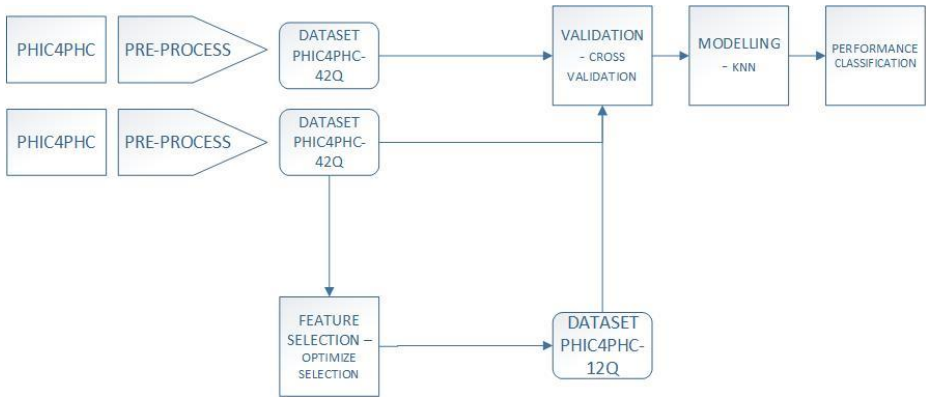 PHIC4PHC
PRE-PROCESS
DATASET
PHIC4PHC-
42Q
VALIDATION
- CROSS
VALIDATION
MODELLING
- KNN
PERFORMANCE
CLASSIFICATION
PHIC4PHC
PRE-PROCESS
DATASET
PHIC4PHC-
42Q
FEATURE
SELECTION –
OPTIMIZE
SELECTION
DATASET
PHIC4PHC-
12Q